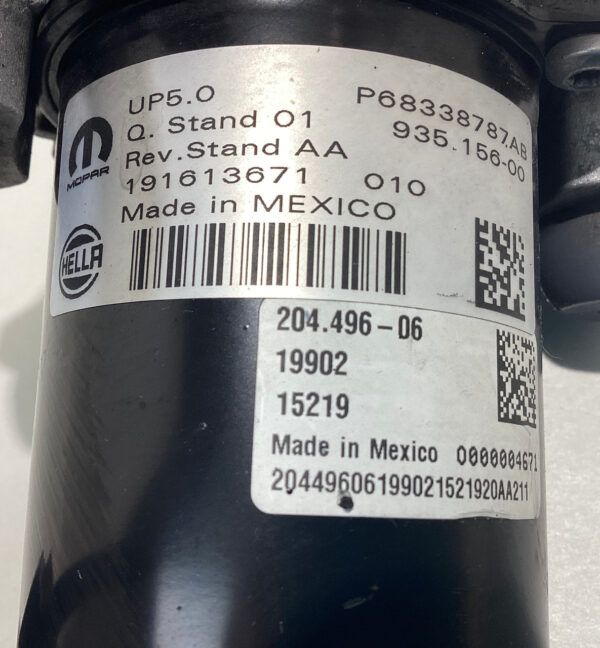 UP5.0
P68338787AB
Q. Stand 01
935.156-00
Rev.Stand AA
191613671 010
Made in MEXICO
MOPAR
HELLA
204.496-06
19902
15219
Made in Mexico 0000004671
20449606199021521920AA211